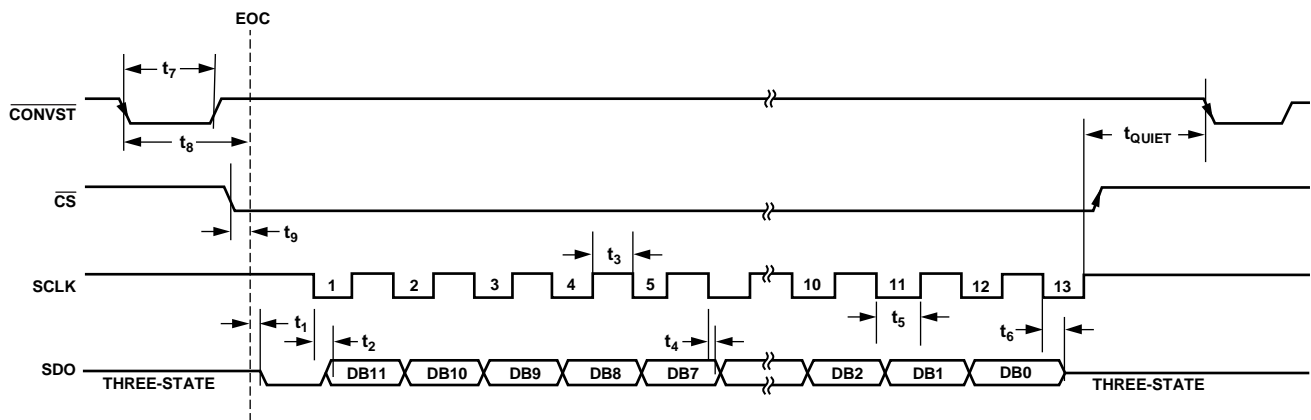 EOC
t7
CONVST
t8
tQUIET
CS
t9
t3
SCLK
1 2 3 4 5 10 11 12 13
t1
t2
t4
t5
t6
SDO
THREE-STATE
DB11 DB10 DB9 DB8 DB7 DB2 DB1 DB0
THREE-STATE